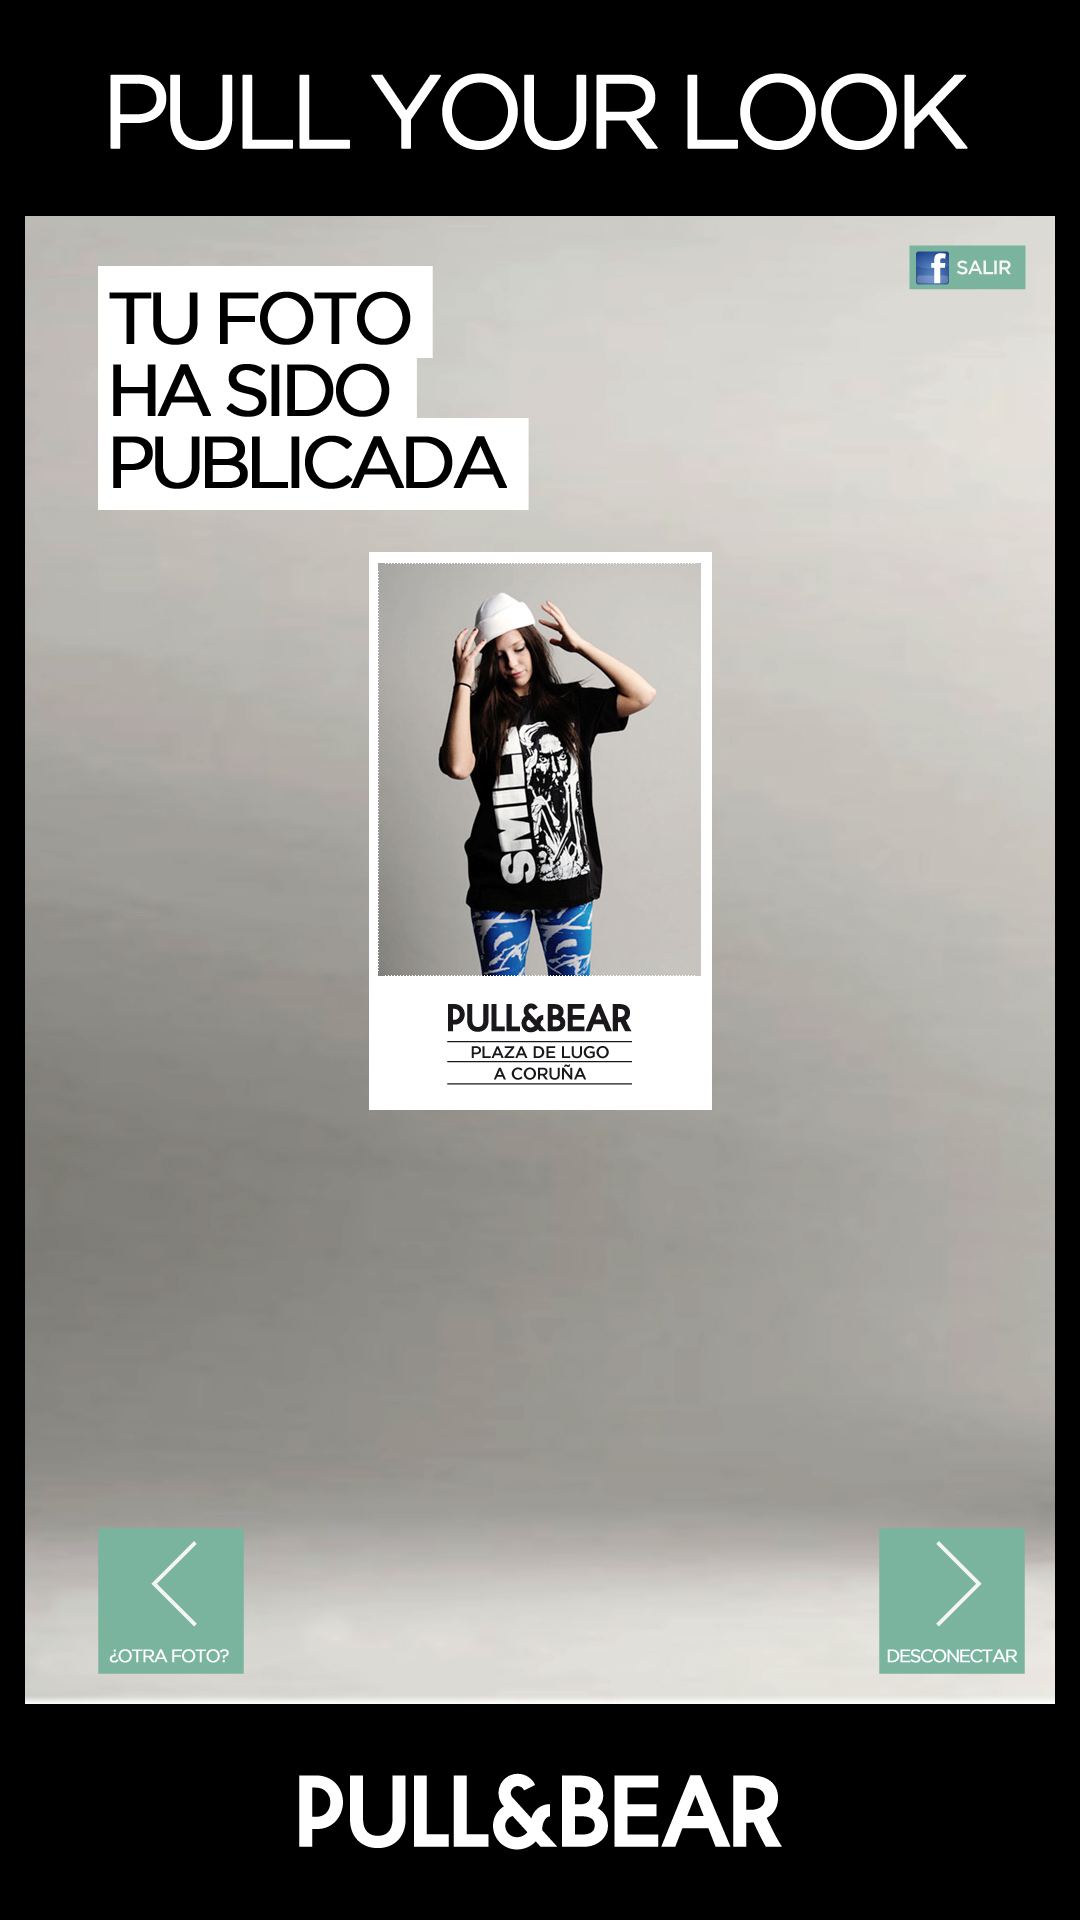 PULL YOUR LOOK
f SALIR
TU FOTO
HA SIDO
PUBLICADA
SMILE
PULL&BEAR
PLAZA DE LUGO
A CORUÑA
¿OTRA FOTO?
DESCONECTAR
PULL&BEAR